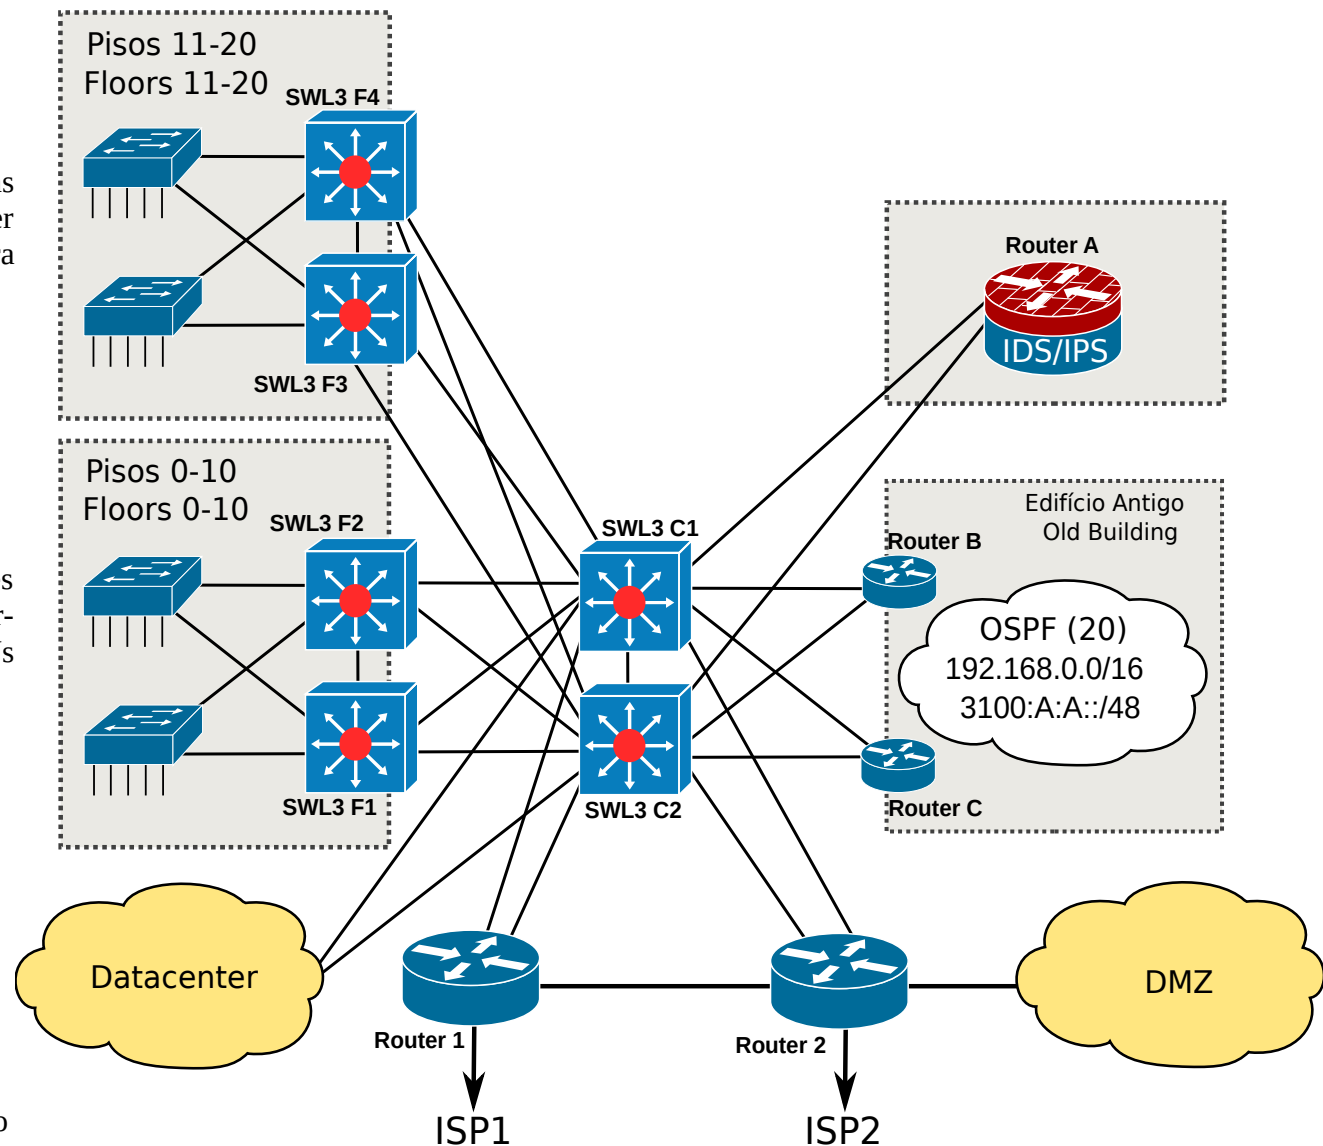 Pisos 11-20
Floors 11-20
SWL3 F4
SWL3 F3
Pisos 0-10
Floors 0-10
SWL3 F2
SWL3 F1
SWL3 C1
SWL3 C2
Router A
IDS/IPS
Edifício Antigo
Old Building
Router B
OSPF (20)
192.168.0.0/16
3100:A:A::/48
Router C
Datacenter
Router 1
Router 2
DMZ
ISP1
ISP2